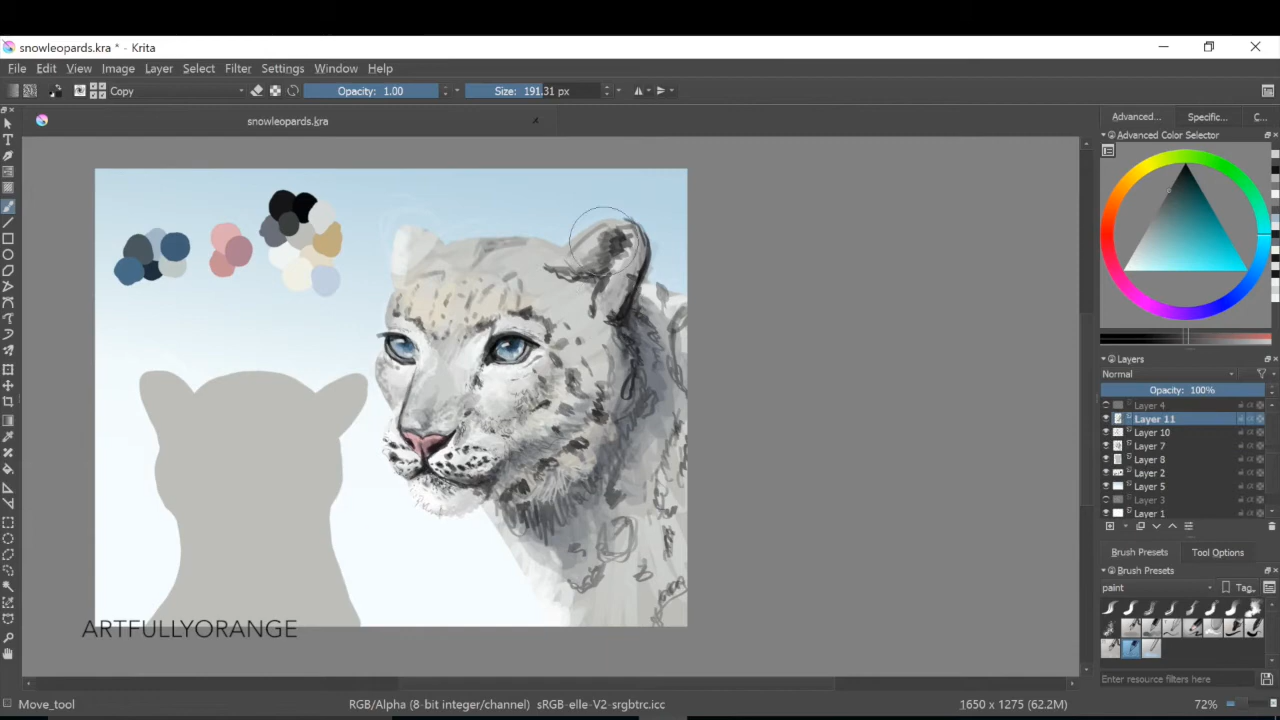 snowleopards.kra * - Krita
File Edit View Image Layer Select Filter Settings Window Help
Copy Opacity: 1.00 Size: 191.31 px
snowleopards.kra
Advanced... Specific... C...
Advanced Color Selector
Layers
Normal
Opacity: 100%
Layer 4
Layer 11
Layer 10
Layer 7
Layer 8
Layer 2
Layer 5
Layer 3
Layer 1
Brush Presets Tool Options
Brush Presets
paint Tag...
Enter resource filters here
ARTFULLYORANGE
Move_tool RGB/Alpha (8-bit integer/channel) sRGB-elle-V2-srgbtrc.icc 1650 x 1275 (62.2M) 72%